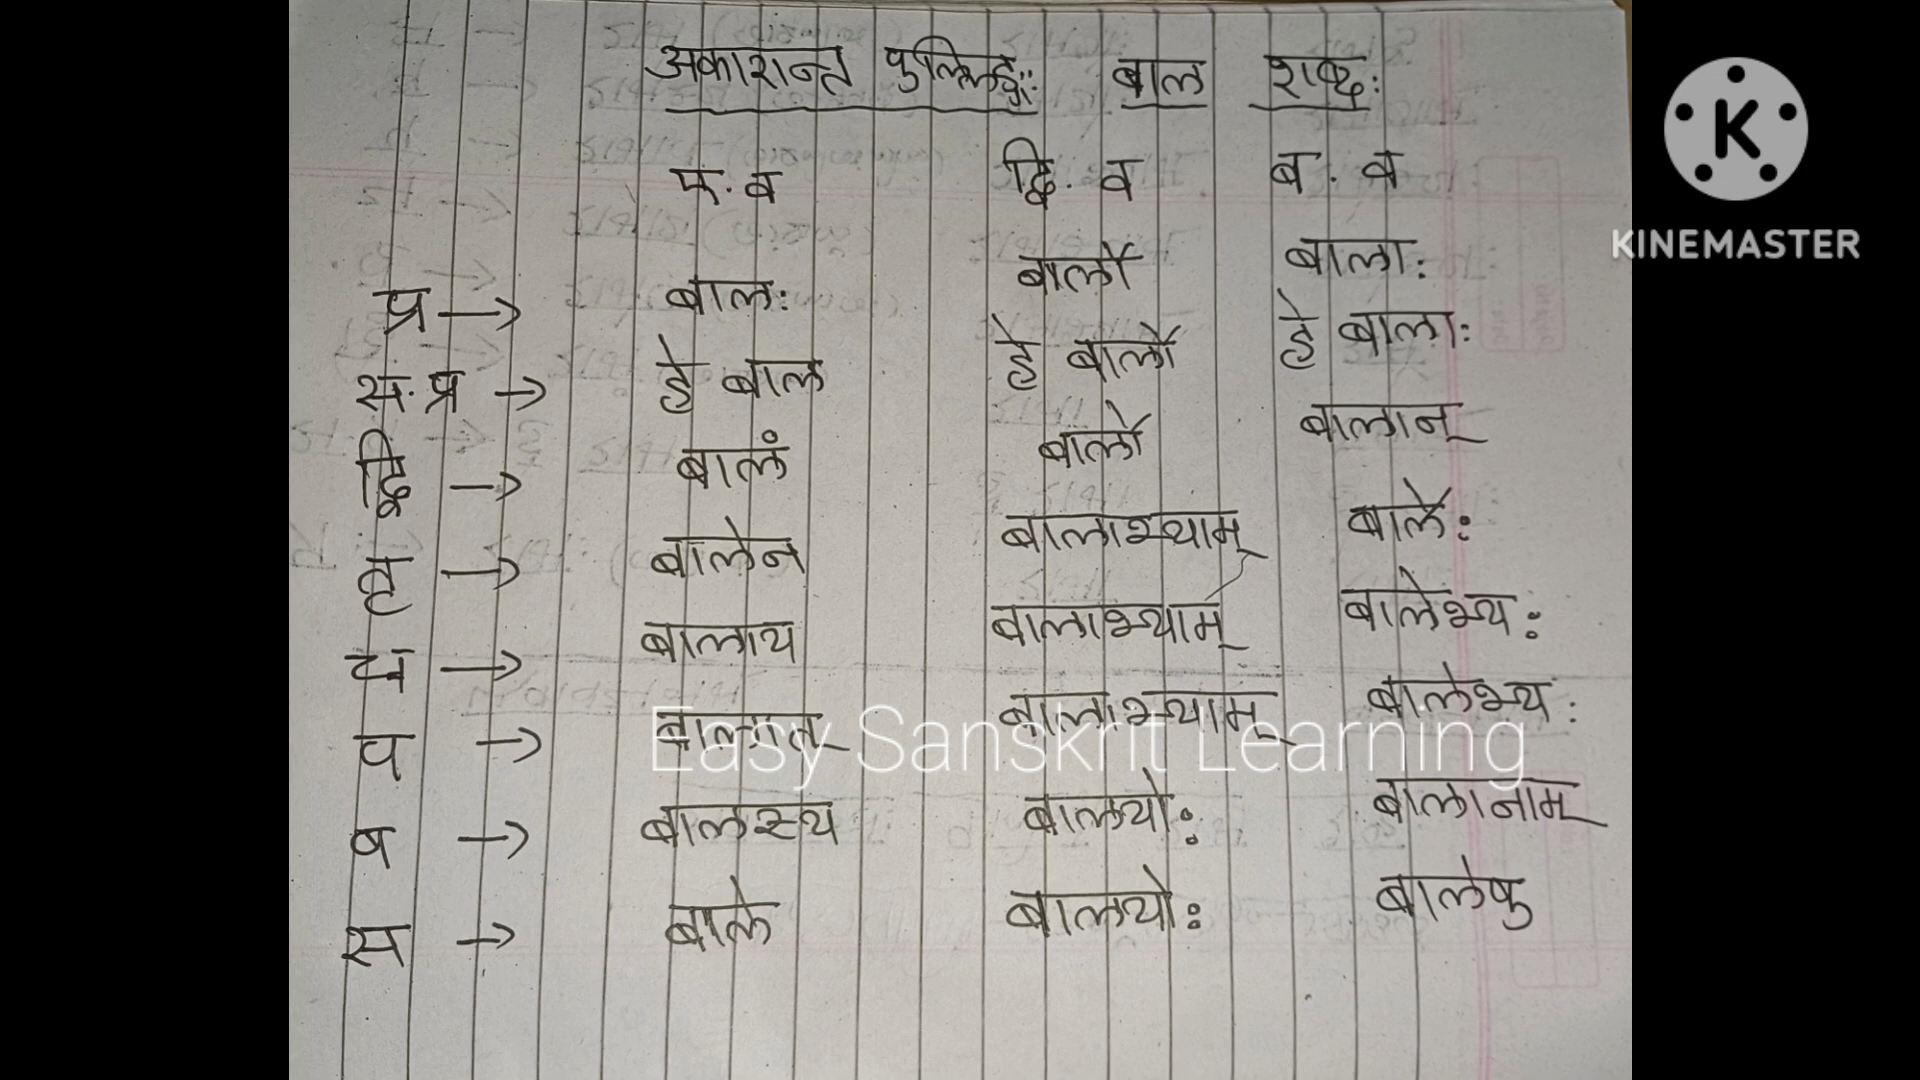 अकारान्त पुल्लिङ्गः बाल शब्दः
ए. व द्वि. व ब. व
प्र → बालः बालौ बालाः
स. प्र → हे बाल हे बालौ हे बालाः
द्वि → बालं बालौ बालान्
तृ → बालेन बालाभ्याम् बालैः
च → बालाय बालाभ्याम् बालेभ्यः
प → बालात् बालाभ्याम् बालेभ्यः
ष → बालस्य बालयोः बालानाम्
स → बाले बालयोः बालेषु
Easy Sanskrit Learning
K
KINEMASTER